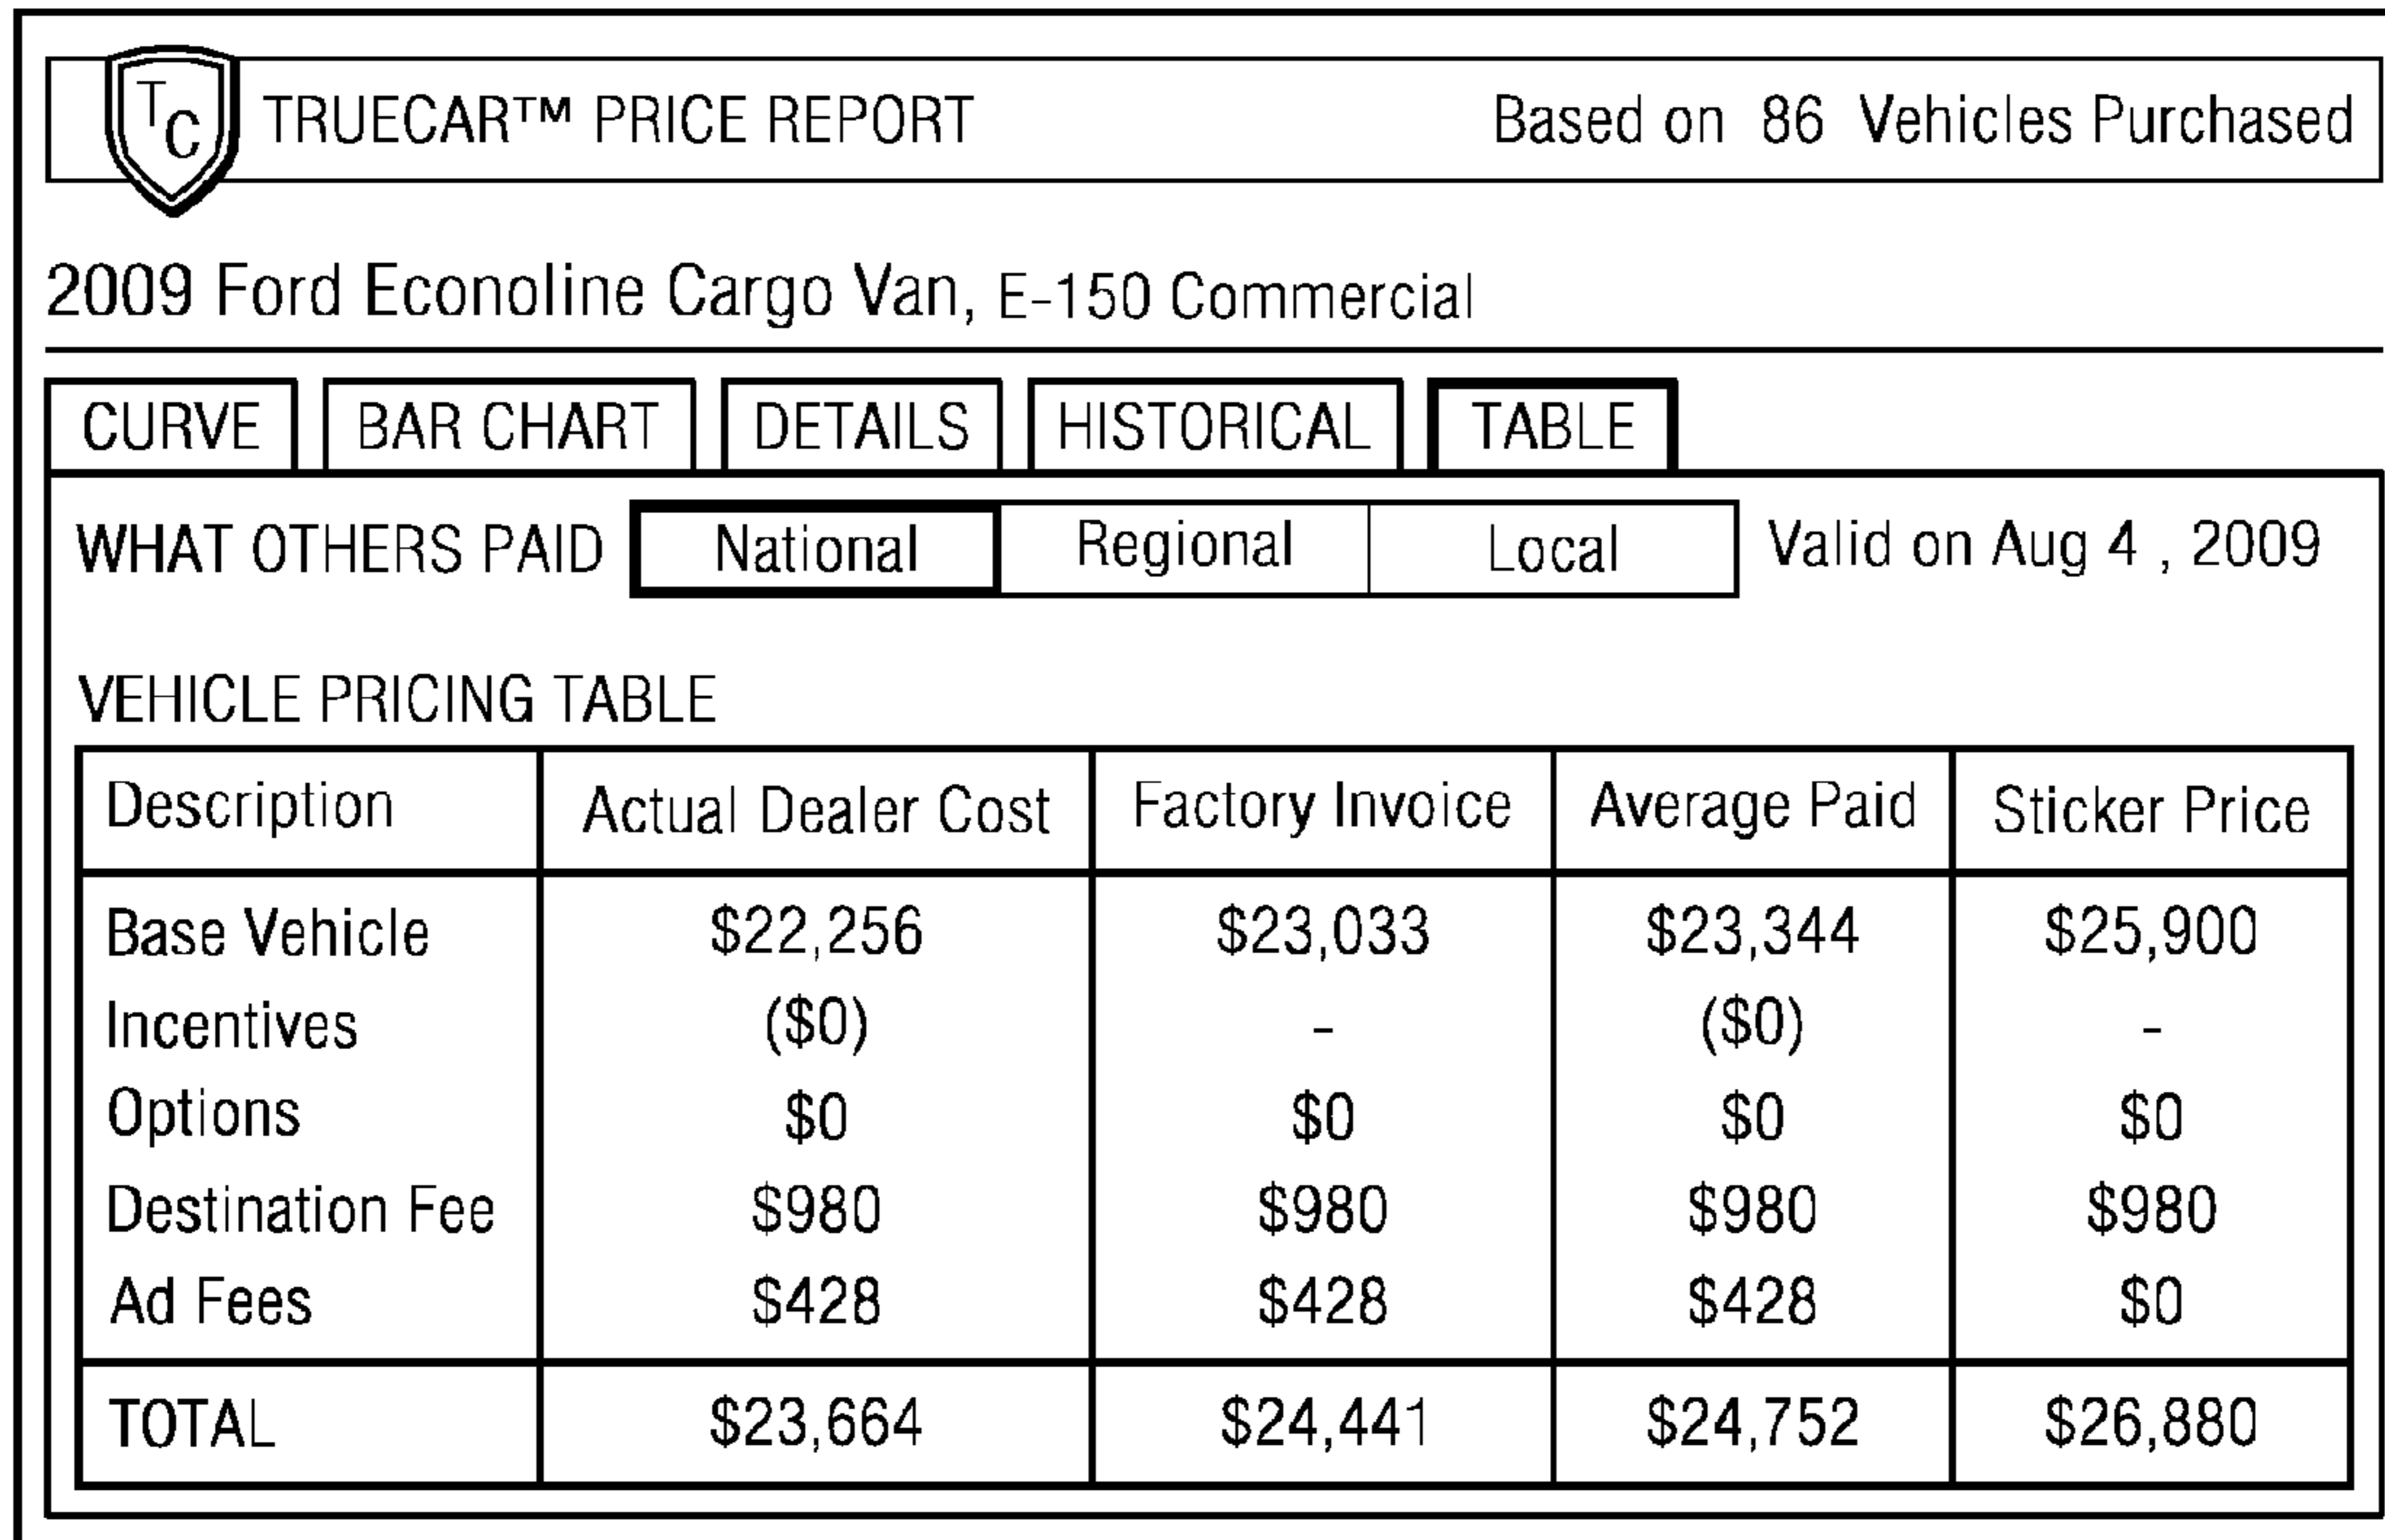 TC TRUECAR™ PRICE REPORT Based on 86 Vehicles Purchased
2009 Ford Econoline Cargo Van, E-150 Commercial
CURVE BAR CHART DETAILS HISTORICAL TABLE
WHAT OTHERS PAID National Regional Local Valid on Aug 4 , 2009
VEHICLE PRICING TABLE
Description Actual Dealer Cost Factory Invoice Average Paid Sticker Price
Base Vehicle $22,256 $23,033 $23,344 $25,900
Incentives ($0) - ($0) -
Options $0 $0 $0 $0
Destination Fee $980 $980 $980 $980
Ad Fees $428 $428 $428 $0
TOTAL $23,664 $24,441 $24,752 $26,880